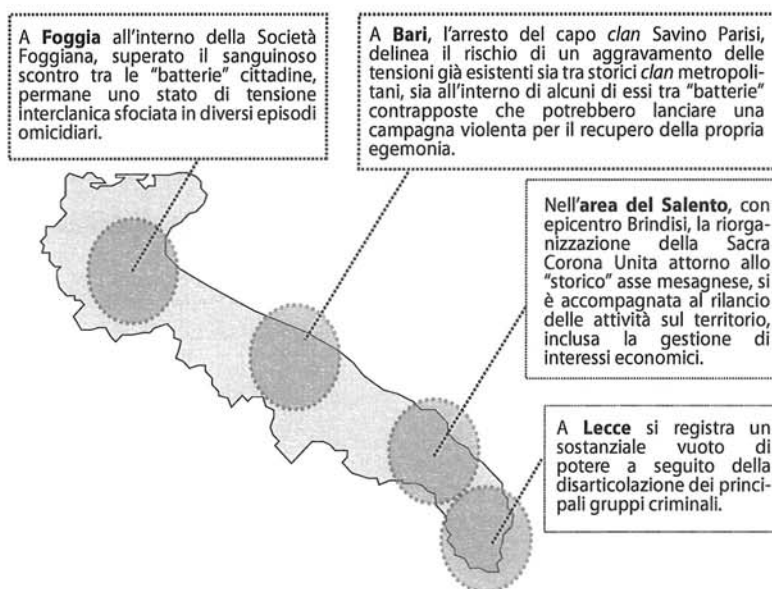 A Foggia all'interno della Società
Foggiana, superato il sanguinoso
scontro tra le "batterie" cittadine,
permane uno stato di tensione
interclanica sfociata in diversi episodi
omicidiari.
A Bari, l'arresto del capo clan Savino Parisi,
delinea il rischio di un aggravamento delle
tensioni già esistenti sia tra storici clan metropoli-
tani, sia all'interno di alcuni di essi tra "batterie"
contrapposte che potrebbero lanciare una
campagna violenta per il recupero della propria
egemonia.
Nell'area del Salento, con
epicentro Brindisi, la riorga-
nizzazione della Sacra
Corona Unita attorno allo
"storico" asse mesagnese, si
è accompagnata al rilancio
delle attività sul territorio,
inclusa la gestione di
interessi economici.
A Lecce si registra un
sostanziale vuoto di
potere a seguito della
disarticolazione dei princi-
pali gruppi criminali.